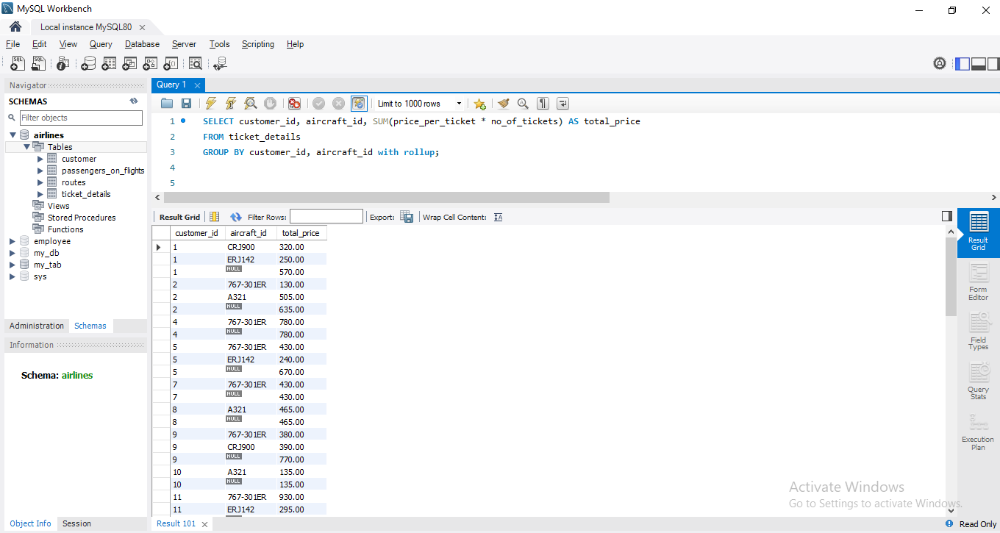 MySQL Workbench
Local instance MySQL80
File Edit View Query Database Server Tools Scripting Help
Navigator
SCHEMAS
Filter objects
airlines
Tables
customer
passengers_on_flights
routes
ticket_details
Views
Stored Procedures
Functions
employee
my_db
my_tab
sys
Administration Schemas
Information
Schema: airlines
Object Info Session
Query 1
Limit to 1000 rows
1 SELECT customer_id, aircraft_id, SUM(price_per_ticket * no_of_tickets) AS total_price
2 FROM ticket_details
3 GROUP BY customer_id, aircraft_id with rollup;
4
5
Result Grid Filter Rows: Export: Wrap Cell Content: IA
customer_id aircraft_id total_price
1 CRJ900 320.00
1 ERJ142 250.00
1 NULL 570.00
2 767-301ER 130.00
2 A321 505.00
2 NULL 635.00
4 767-301ER 780.00
4 NULL 780.00
5 767-301ER 430.00
5 ERJ142 240.00
5 NULL 670.00
7 767-301ER 430.00
7 NULL 430.00
8 A321 465.00
8 NULL 465.00
9 767-301ER 380.00
9 CRJ900 390.00
9 NULL 770.00
10 A321 135.00
10 NULL 135.00
11 767-301ER 930.00
11 ERJ142 295.00
Result
Grid
Form
Editor
Field
Types
Query
Stats
Execution
Plan
Activate Windows
Go to Settings to activate Windows.
Result 101
Read Only